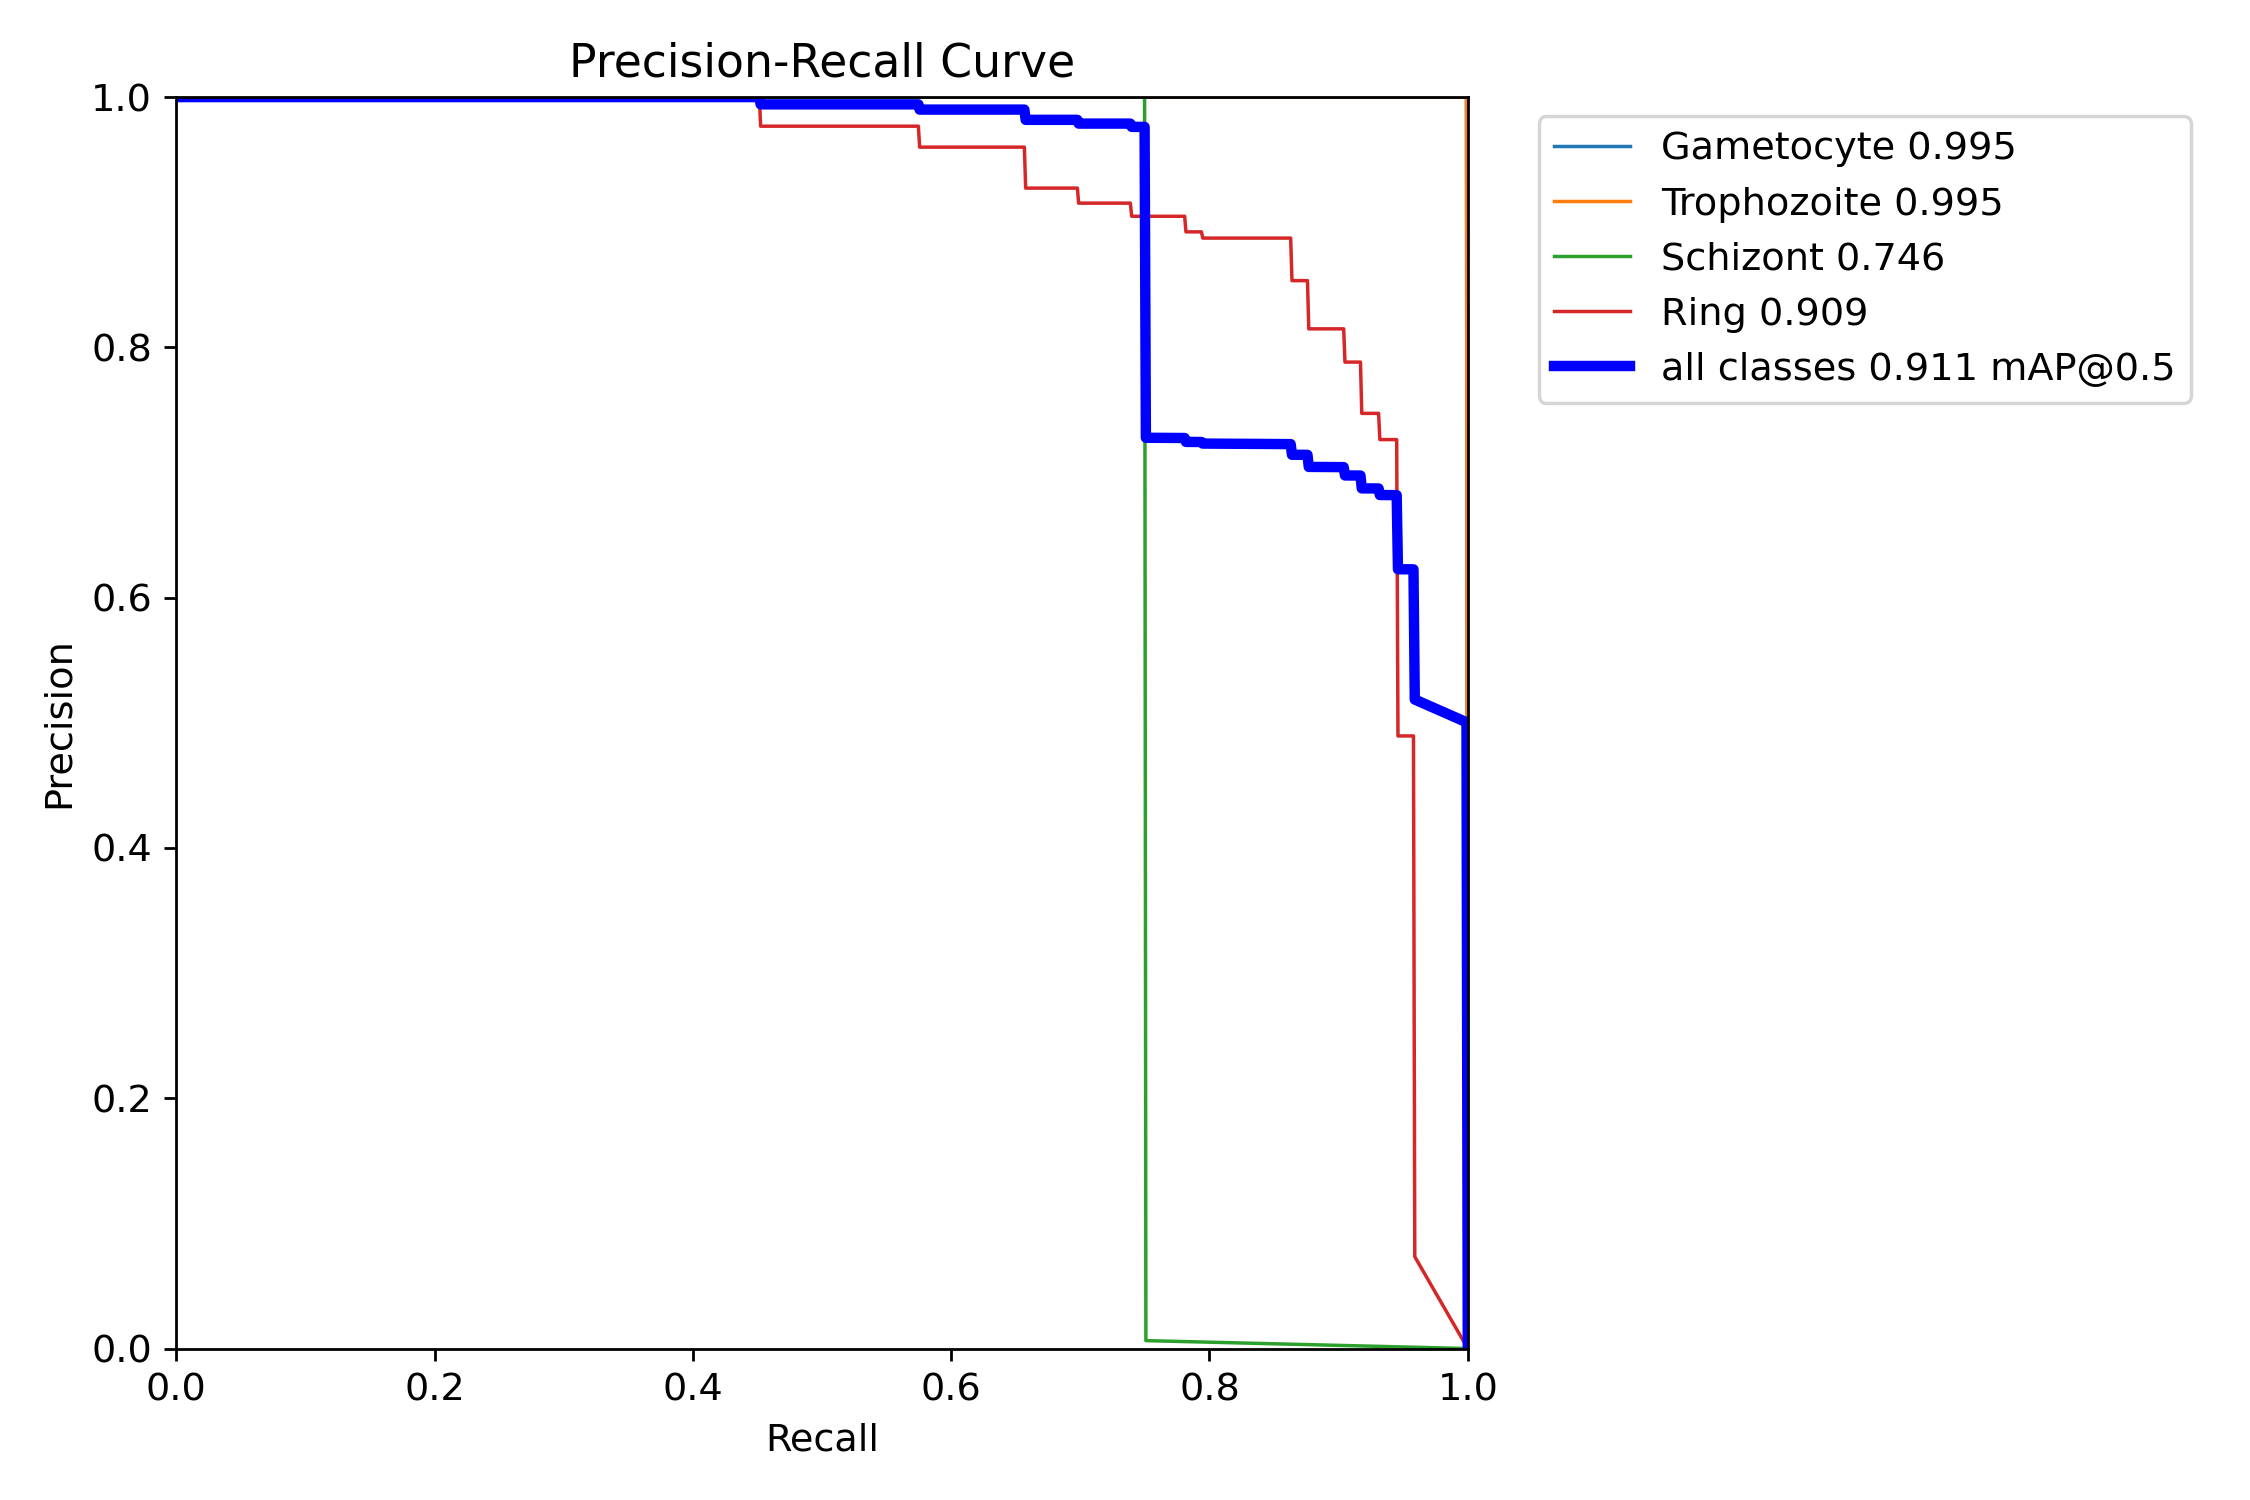 Precision-Recall Curve
1.0
0.8
0.6
0.4
0.2
0.0
Precision
0.0 0.2 0.4 0.6 0.8 1.0
Recall
Gametocyte 0.995
Trophozoite 0.995
Schizont 0.746
Ring 0.909
all classes 0.911 mAP@0.5